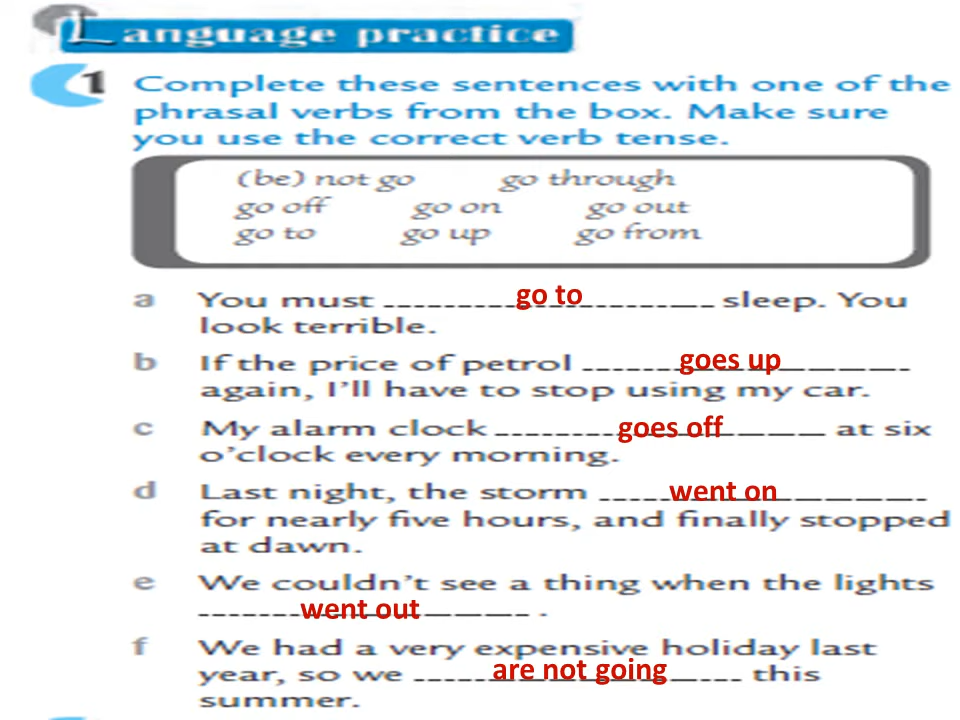 Language practice
1 Complete these sentences with one of the
phrasal verbs from the box. Make sure
you use the correct verb tense.
(be) not go go through
go off go on go out
go to go up go from
a You must go to sleep. You
look terrible.
b If the price of petrol goes up
again, I'll have to stop using my car.
c My alarm clock goes off at six
o'clock every morning.
d Last night, the storm went on
for nearly five hours, and finally stopped
at dawn.
e We couldn't see a thing when the lights
went out .
f We had a very expensive holiday last
year, so we are not going this
summer.